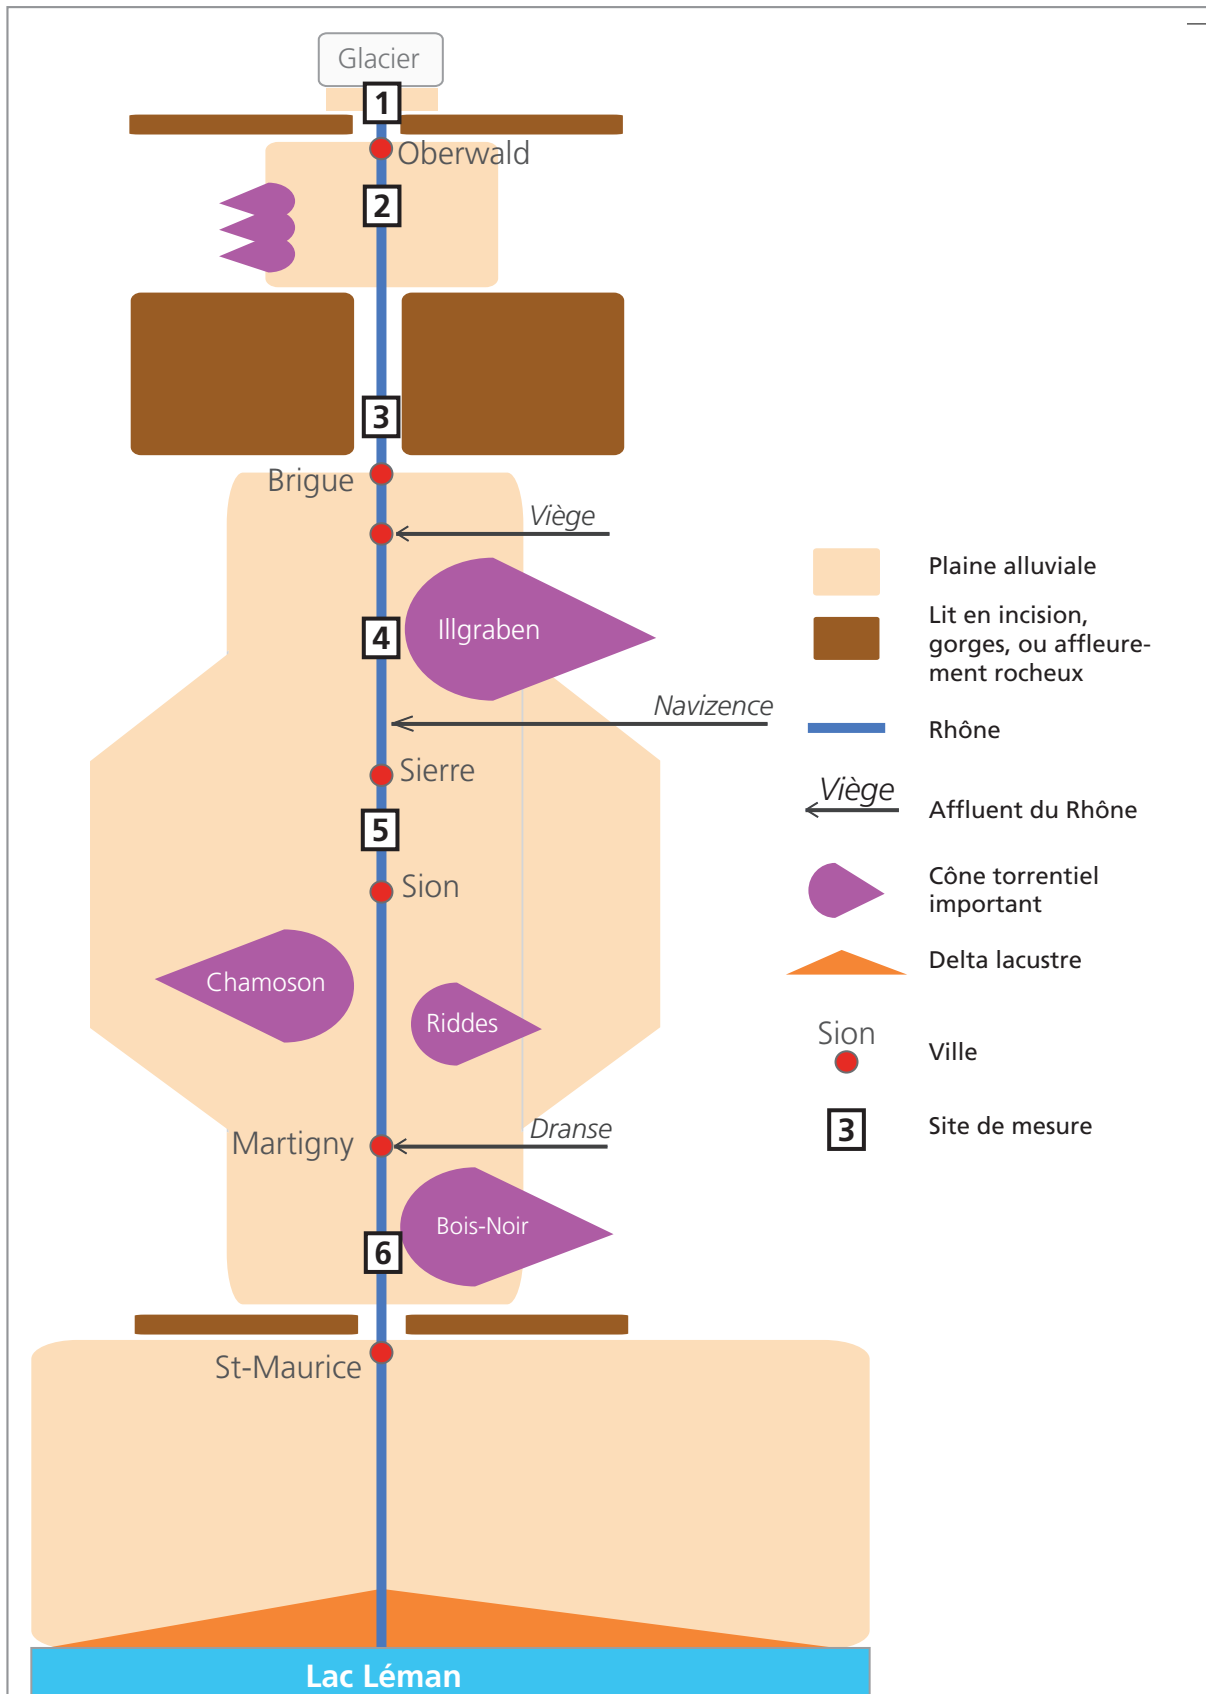 Glacier
1
Oberwald
2
3
Brigue
Viège
Illgraben
4
Navizence
Sierre
5
Sion
Chamoson
Riddes
Martigny
Dranse
Bois-Noir
6
St-Maurice
Lac Léman
Plaine alluviale
Lit en incision,
gorges, ou affleure-
ment rocheux
Rhône
Viège
Affluent du Rhône
Cône torrentiel
important
Delta lacustre
Sion
Ville
3
Site de mesure